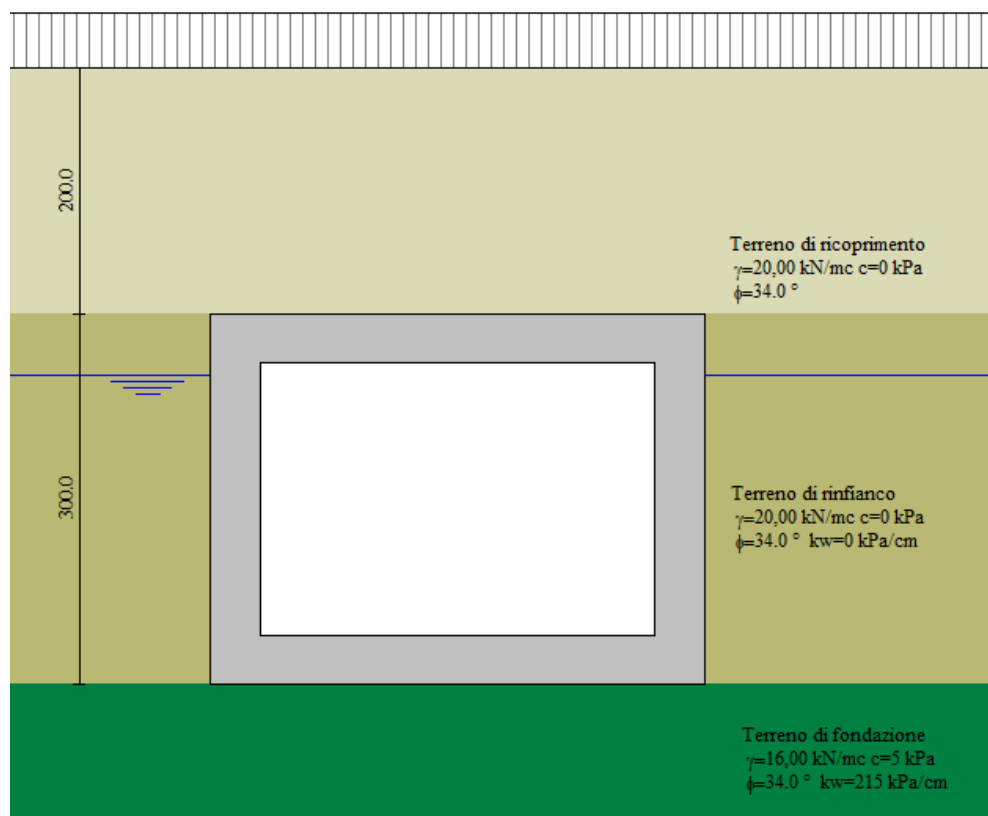 200.0
Terreno di ricoprimento
γ=20,00 kN/mc c=0 kPa
ϕ=34.0 °
300.0
Terreno di rinfianco
γ=20,00 kN/mc c=0 kPa
ϕ=34.0 ° kw=0 kPa/cm
Terreno di fondazione
γ=16,00 kN/mc c=5 kPa
ϕ=34.0 ° kw=215 kPa/cm